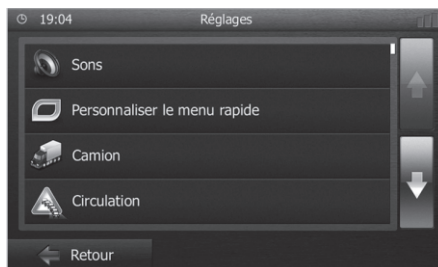 19:04 Réglages
Sons
Personnaliser le menu rapide
Camion
Circulation
Retour